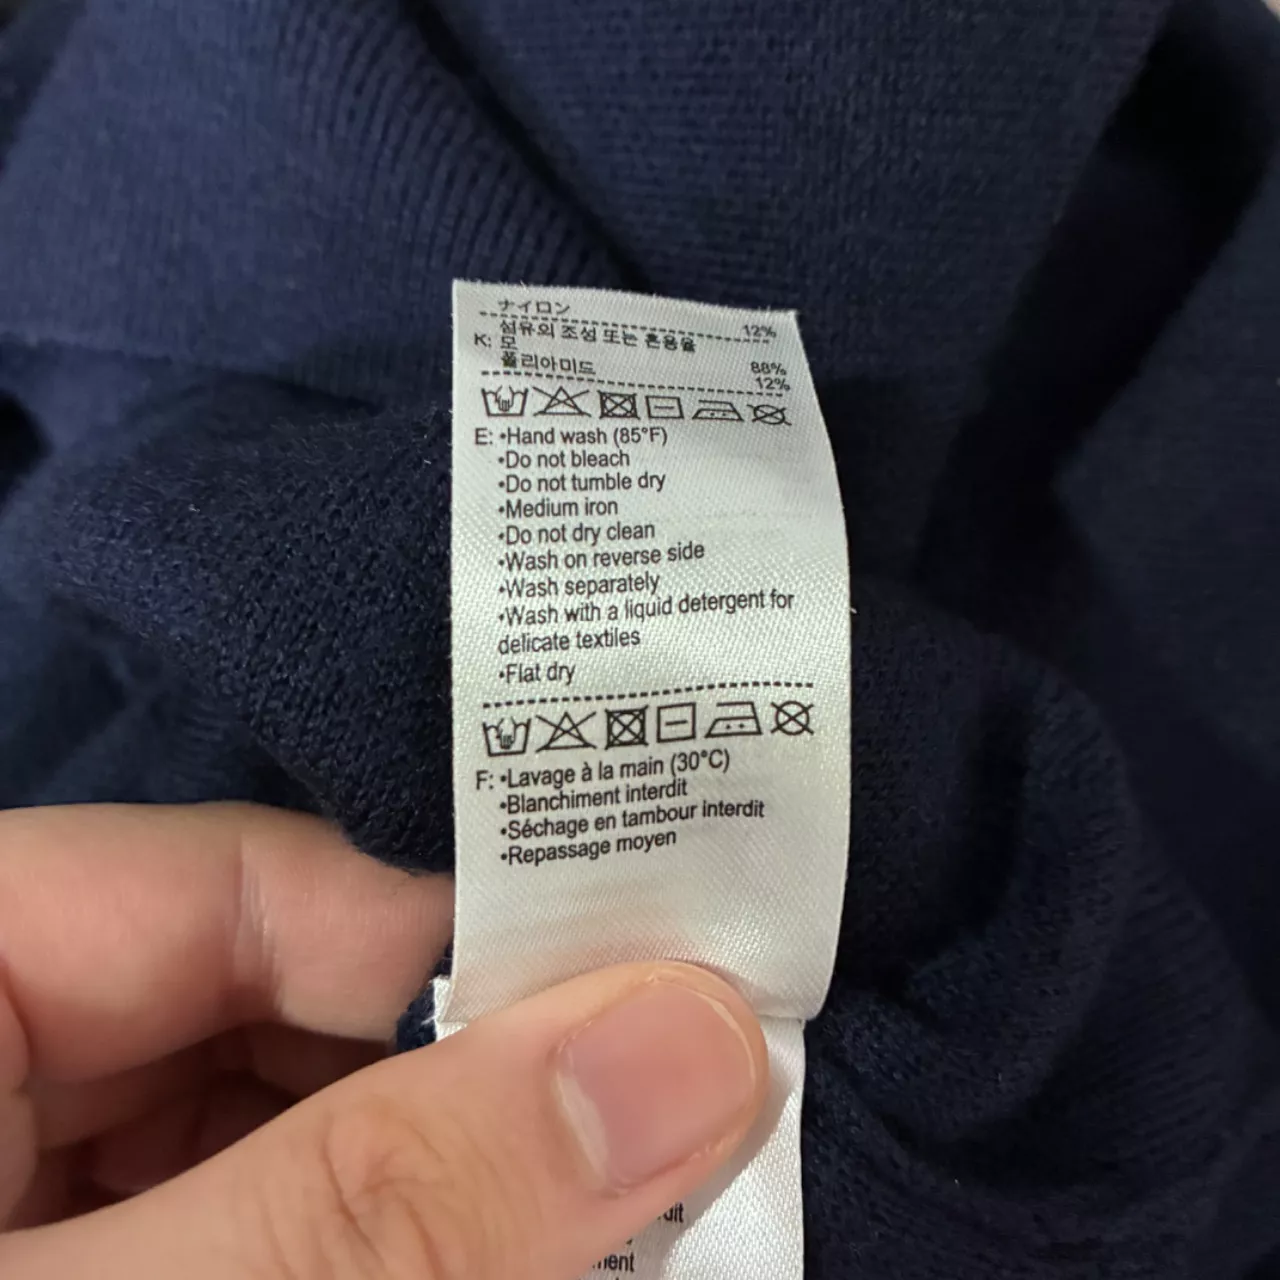 ナイロン 12%
K: 섬유의 조성 또는 혼용율
모 88%
폴리아미드 12%
E: •Hand wash (85°F)
•Do not bleach
•Do not tumble dry
•Medium iron
•Do not dry clean
•Wash on reverse side
•Wash separately
•Wash with a liquid detergent for
delicate textiles
•Flat dry
F: •Lavage à la main (30°C)
•Blanchiment interdit
•Séchage en tambour interdit
•Repassage moyen